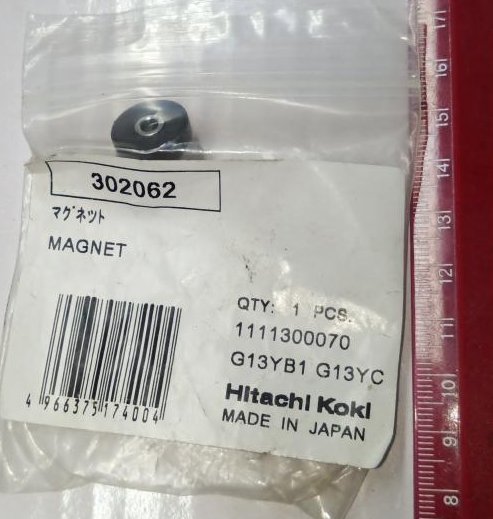 302062
マグネット
MAGNET
QTY: 1 PCS.
1111300070
G13YB1 G13YC
Hitachi Koki
MADE IN JAPAN
4 966375 174004
17
16
15
14
13
12
11
10
9
8